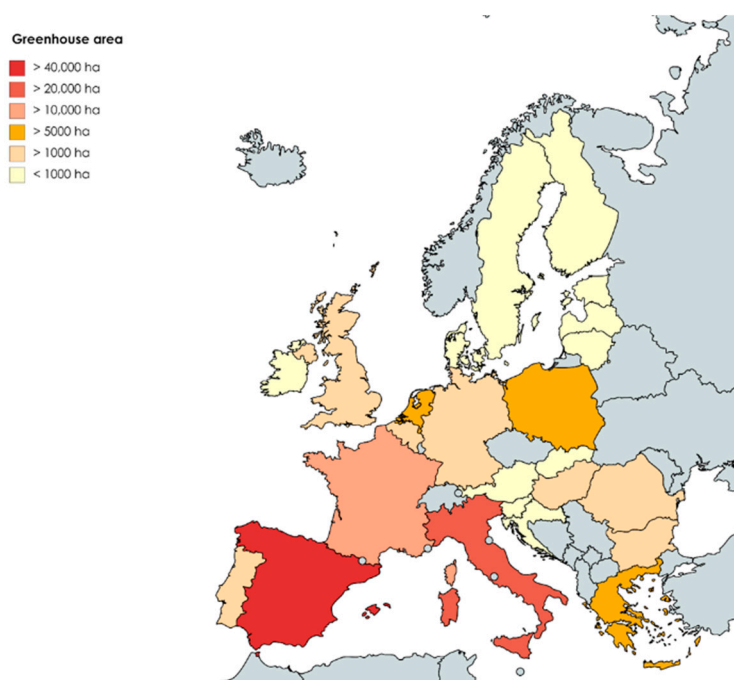 Greenhouse area
> 40,000 ha
> 20,000 ha
> 10,000 ha
> 5000 ha
> 1000 ha
< 1000 ha